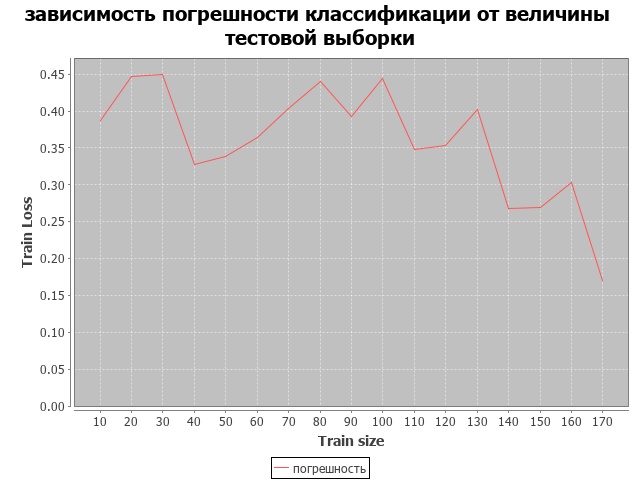 зависимость погрешности классификации от величины
тестовой выборки
0.45
0.40
0.35
0.30
0.25
0.20
0.15
0.10
0.05
0.00
Train Loss
10 20 30 40 50 60 70 80 90 100 110 120 130 140 150 160 170
Train size
погрешность